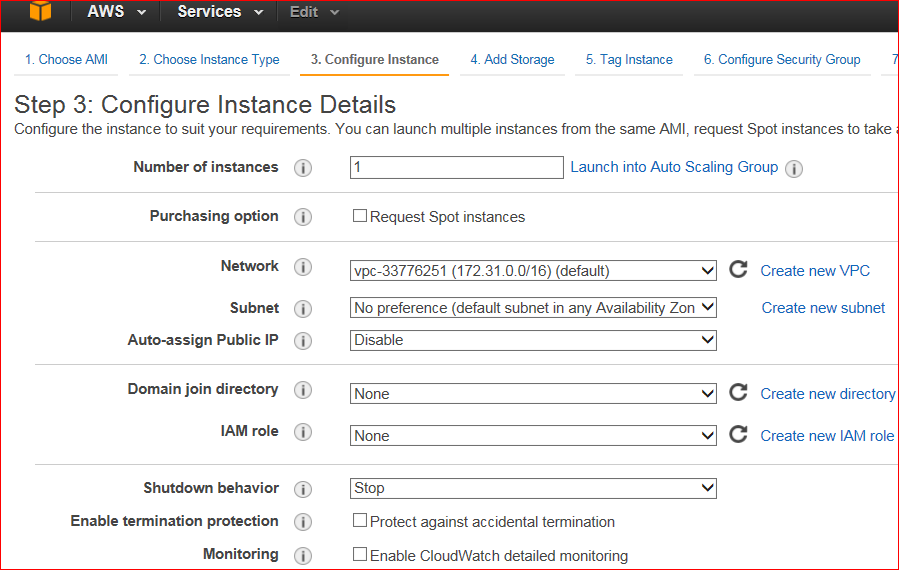 AWS Services Edit
1. Choose AMI 2. Choose Instance Type 3. Configure Instance 4. Add Storage 5. Tag Instance 6. Configure Security Group 7
Step 3: Configure Instance Details
Configure the instance to suit your requirements. You can launch multiple instances from the same AMI, request Spot instances to take a
Number of instances 1 Launch into Auto Scaling Group
Purchasing option Request Spot instances
Network vpc-33776251 (172.31.0.0/16) (default) Create new VPC
Subnet No preference (default subnet in any Availability Zon Create new subnet
Auto-assign Public IP Disable
Domain join directory None Create new directory
IAM role None Create new IAM role
Shutdown behavior Stop
Enable termination protection Protect against accidental termination
Monitoring Enable CloudWatch detailed monitoring